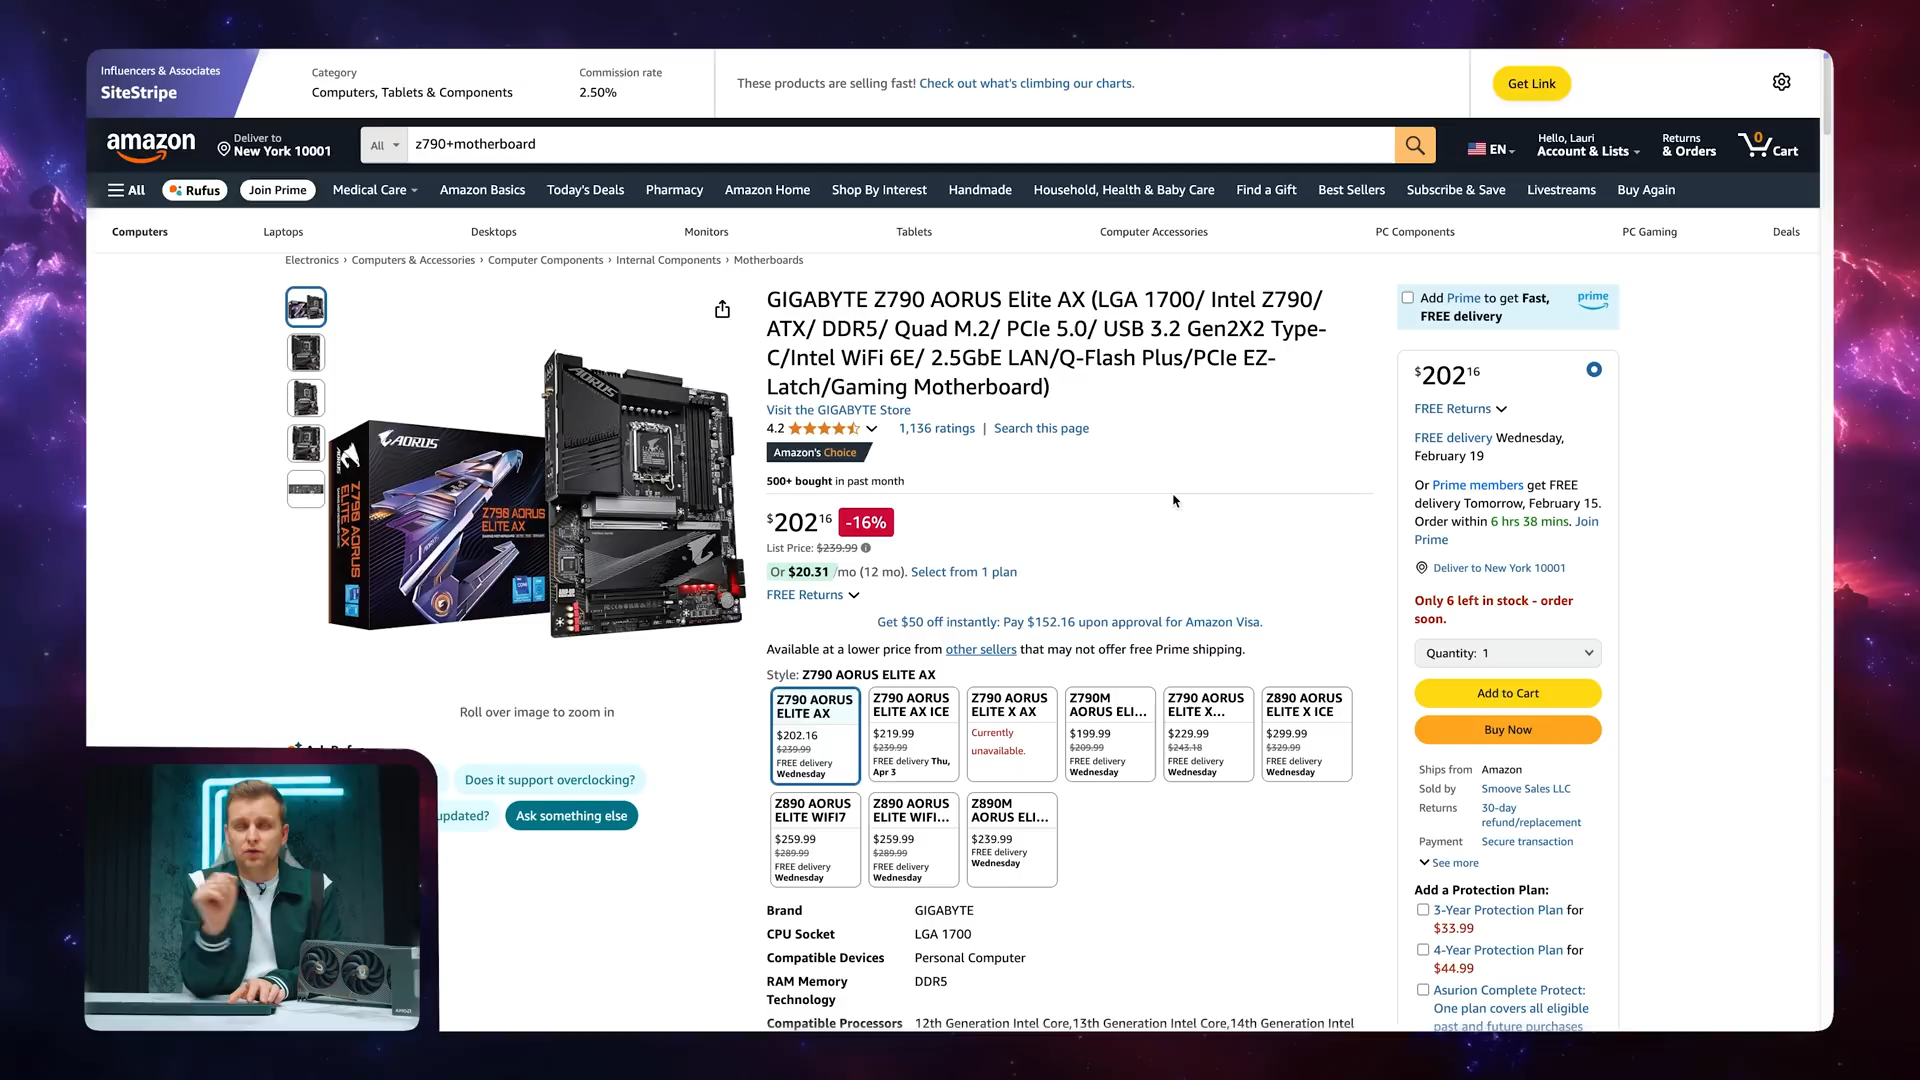 Influencers & Associates
SiteStripe
Category
Computers, Tablets & Components
Commission rate
2.50%
These products are selling fast! Check out what's climbing our charts.
Get Link
amazon
Deliver to
New York 10001
All
z790+motherboard
EN
Hello, Lauri
Account & Lists
Returns
& Orders
0
Cart
All
Rufus
Join Prime
Medical Care
Amazon Basics
Today's Deals
Pharmacy
Amazon Home
Shop By Interest
Handmade
Household, Health & Baby Care
Find a Gift
Best Sellers
Subscribe & Save
Livestreams
Buy Again
Computers
Laptops
Desktops
Monitors
Tablets
Computer Accessories
PC Components
PC Gaming
Deals
Electronics › Computers & Accessories › Computer Components › Internal Components › Motherboards
GIGABYTE Z790 AORUS Elite AX (LGA 1700/ Intel Z790/
ATX/ DDR5/ Quad M.2/ PCIe 5.0/ USB 3.2 Gen2X2 Type-
C/Intel WiFi 6E/ 2.5GbE LAN/Q-Flash Plus/PCIe EZ-
Latch/Gaming Motherboard)
Visit the GIGABYTE Store
4.2
1,136 ratings | Search this page
Amazon's Choice
500+ bought in past month
$202 16 -16%
List Price: $239.99
Or $20.31 /mo (12 mo). Select from 1 plan
FREE Returns
Get $50 off instantly: Pay $152.16 upon approval for Amazon Visa.
Available at a lower price from other sellers that may not offer free Prime shipping.
Style: Z790 AORUS ELITE AX
Z790 AORUS
ELITE AX
$202.16
$239.99
FREE delivery
Wednesday
Z790 AORUS
ELITE AX ICE
$219.99
$239.99
FREE delivery Thu,
Apr 3
Z790 AORUS
ELITE X AX
Currently
unavailable.
Z790M
AORUS ELI...
$199.99
$209.99
FREE delivery
Wednesday
Z790 AORUS
ELITE X...
$229.99
$243.18
FREE delivery
Wednesday
Z890 AORUS
ELITE X ICE
$299.99
$329.99
FREE delivery
Wednesday
Z890 AORUS
ELITE WIFI7
$259.99
$289.99
FREE delivery
Wednesday
Z890 AORUS
ELITE WIFI...
$259.99
$289.99
FREE delivery
Wednesday
Z890M
AORUS ELI...
$239.99
FREE delivery
Wednesday
Brand GIGABYTE
CPU Socket LGA 1700
Compatible Devices Personal Computer
RAM Memory
Technology
DDR5
Compatible Processors 12th Generation Intel Core,13th Generation Intel Core,14th Generation Intel
AORUS
Z790 AORUS
ELITE AX
Z790 AORUS
ELITE AX
AORUS
Roll over image to zoom in
Does it support overclocking?
updated?
Ask something else
Add Prime to get Fast,
FREE delivery
prime
$202 16
FREE Returns
FREE delivery Wednesday,
February 19
Or Prime members get FREE
delivery Tomorrow, February 15.
Order within 6 hrs 38 mins. Join
Prime
Deliver to New York 10001
Only 6 left in stock - order
soon.
Quantity: 1
Add to Cart
Buy Now
Ships from Amazon
Sold by Smoove Sales LLC
Returns 30-day
refund/replacement
Payment Secure transaction
See more
Add a Protection Plan:
3-Year Protection Plan for
$33.99
4-Year Protection Plan for
$44.99
Asurion Complete Protect:
One plan covers all eligible
past and future purchases